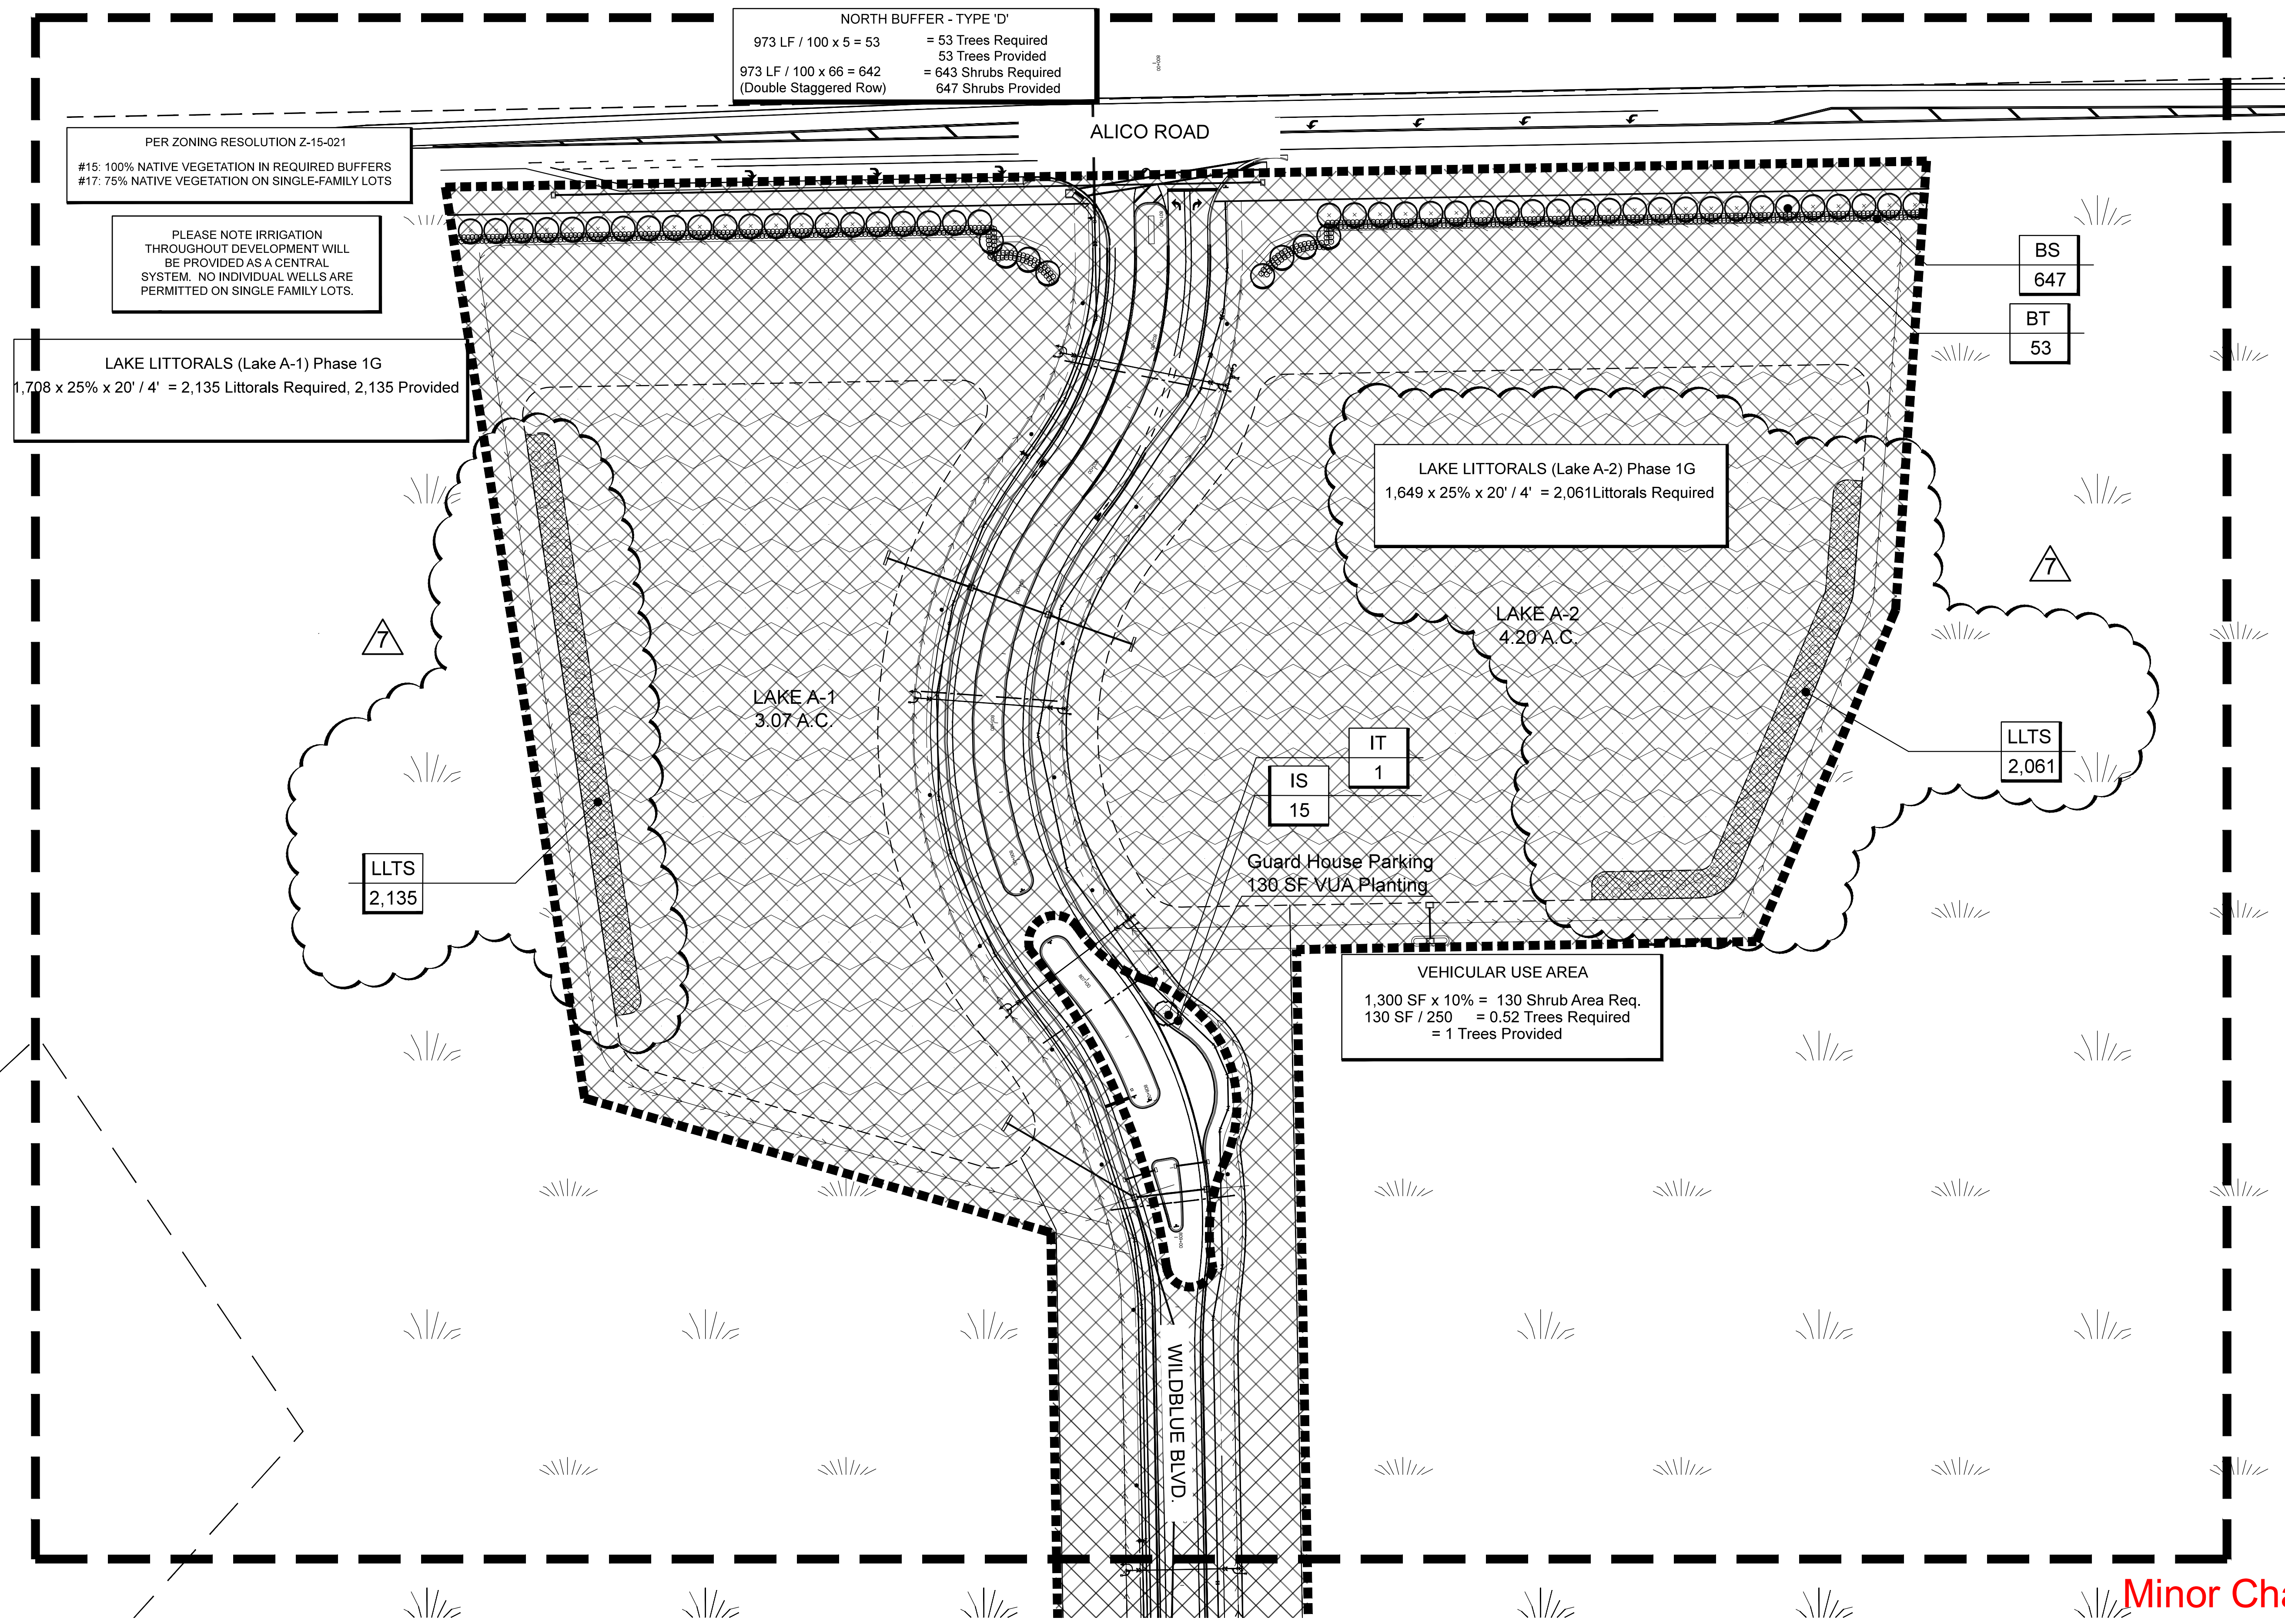 NORTH BUFFER - TYPE 'D'
973 LF / 100 x 5 = 53 = 53 Trees Required
53 Trees Provided
973 LF / 100 x 66 = 642 = 643 Shrubs Required
(Double Staggered Row) 647 Shrubs Provided
ALICO ROAD
PER ZONING RESOLUTION Z-15-021
#15: 100% NATIVE VEGETATION IN REQUIRED BUFFERS
#17: 75% NATIVE VEGETATION ON SINGLE-FAMILY LOTS
PLEASE NOTE IRRIGATION
THROUGHOUT DEVELOPMENT WILL
BE PROVIDED AS A CENTRAL
SYSTEM. NO INDIVIDUAL WELLS ARE
PERMITTED ON SINGLE FAMILY LOTS.
BS
647
BT
53
LAKE LITTORALS (Lake A-1) Phase 1G
1,708 x 25% x 20' / 4' = 2,135 Littorals Required, 2,135 Provided
LAKE LITTORALS (Lake A-2) Phase 1G
1,649 x 25% x 20' / 4' = 2,061Littorals Required
7
7
LAKE A-2
4.20 A.C.
LAKE A-1
3.07 A.C.
IT
1
IS
15
LLTS
2,061
Guard House Parking
130 SF VUA Planting
LLTS
2,135
VEHICULAR USE AREA
1,300 SF x 10% = 130 Shrub Area Req.
130 SF / 250 = 0.52 Trees Required
= 1 Trees Provided
WILDBLUE BLVD.
Minor Cha